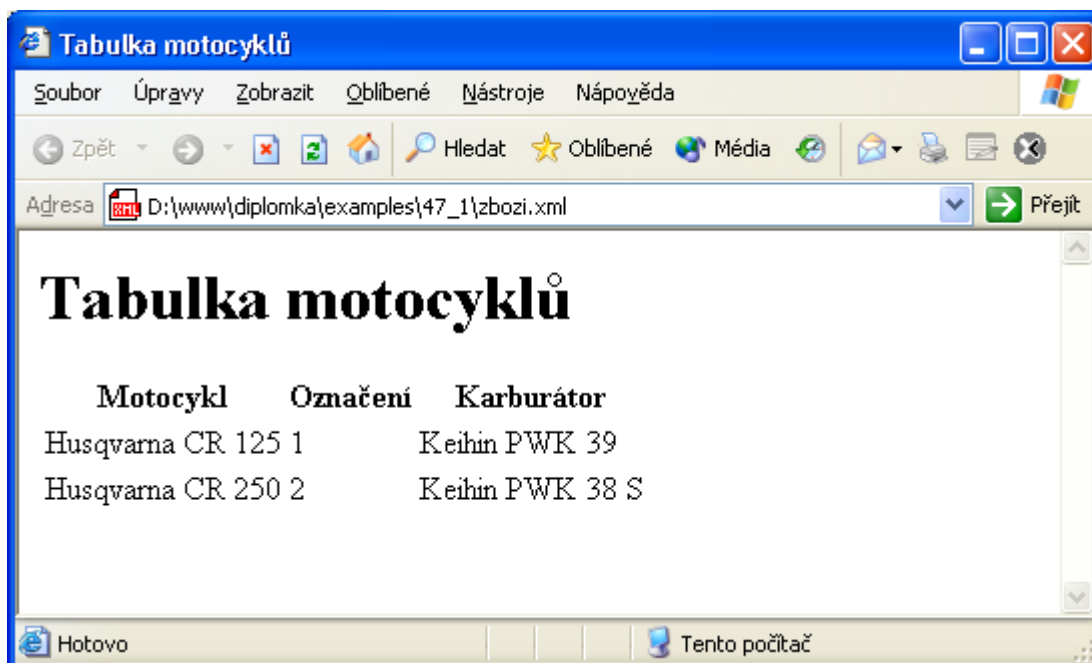 Tabulka motocyklů
Soubor Úpravy Zobrazit Oblíbené Nástroje Nápověda
Zpět Hledat Oblíbené Média
Adresa XML D:\www\diplomka\examples\47_1\zbozi.xml Přejít
Tabulka motocyklů
Motocykl Označení Karburátor
Husqvarna CR 125 1 Keihin PWK 39
Husqvarna CR 250 2 Keihin PWK 38 S
Hotovo Tento počítač